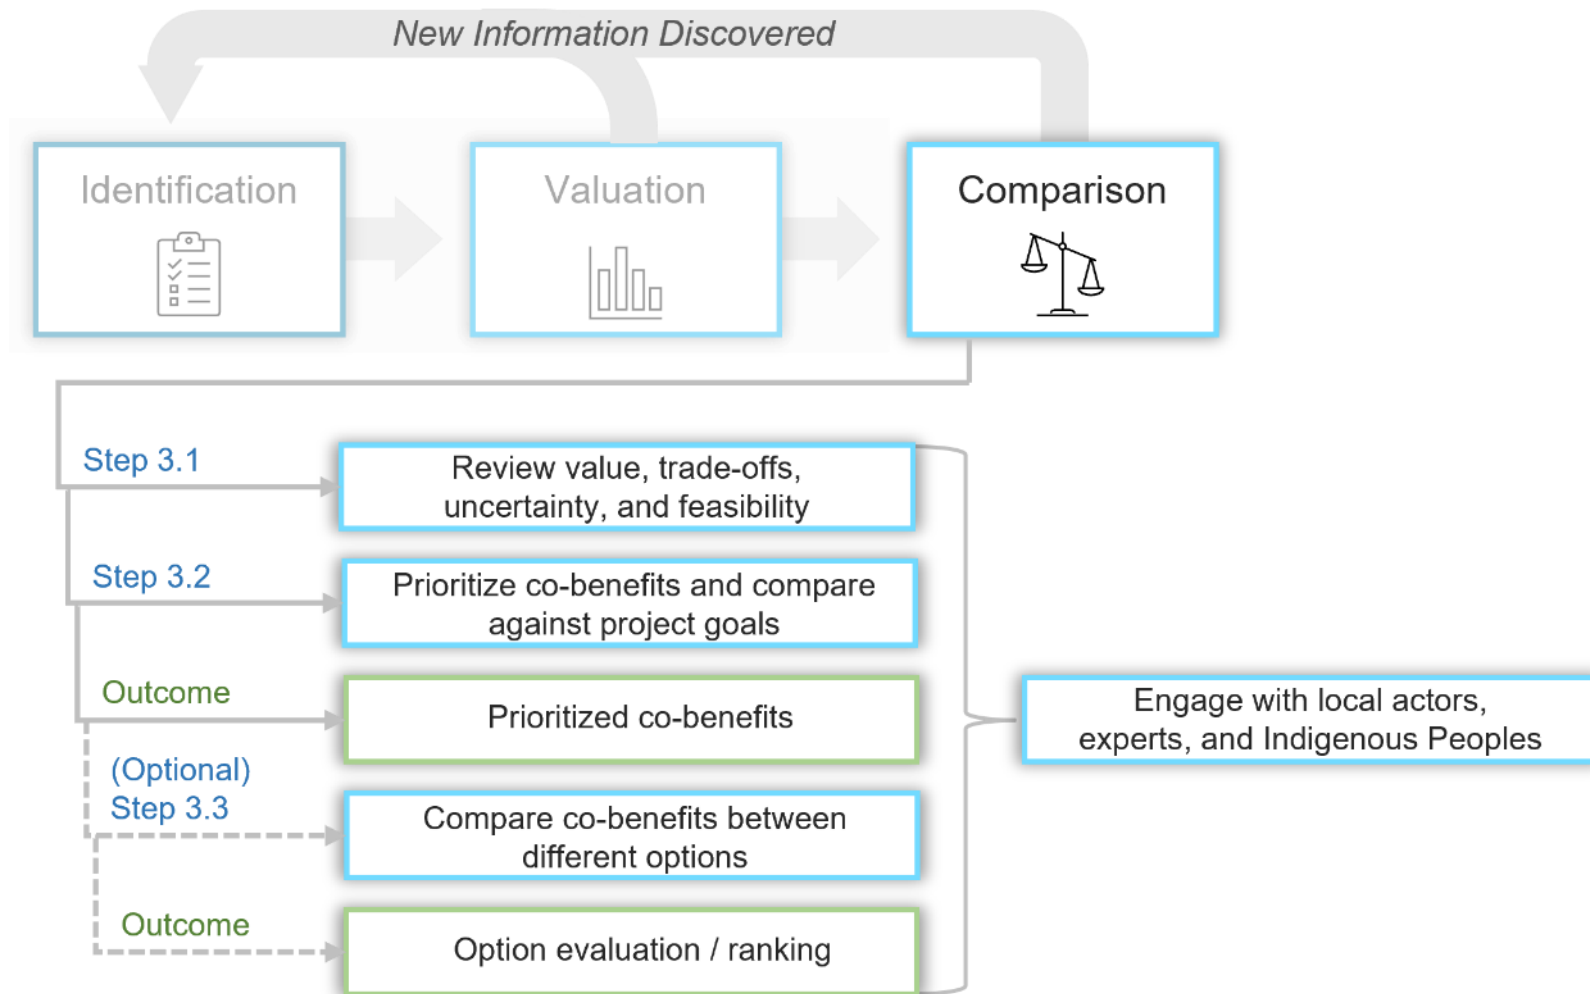 New Information Discovered
Identification
Valuation
Comparison
Step 3.1
Review value, trade-offs,
uncertainty, and feasibility
Step 3.2
Prioritize co-benefits and compare
against project goals
Outcome
Prioritized co-benefits
Engage with local actors,
experts, and Indigenous Peoples
(Optional)
Step 3.3
Compare co-benefits between
different options
Outcome
Option evaluation / ranking